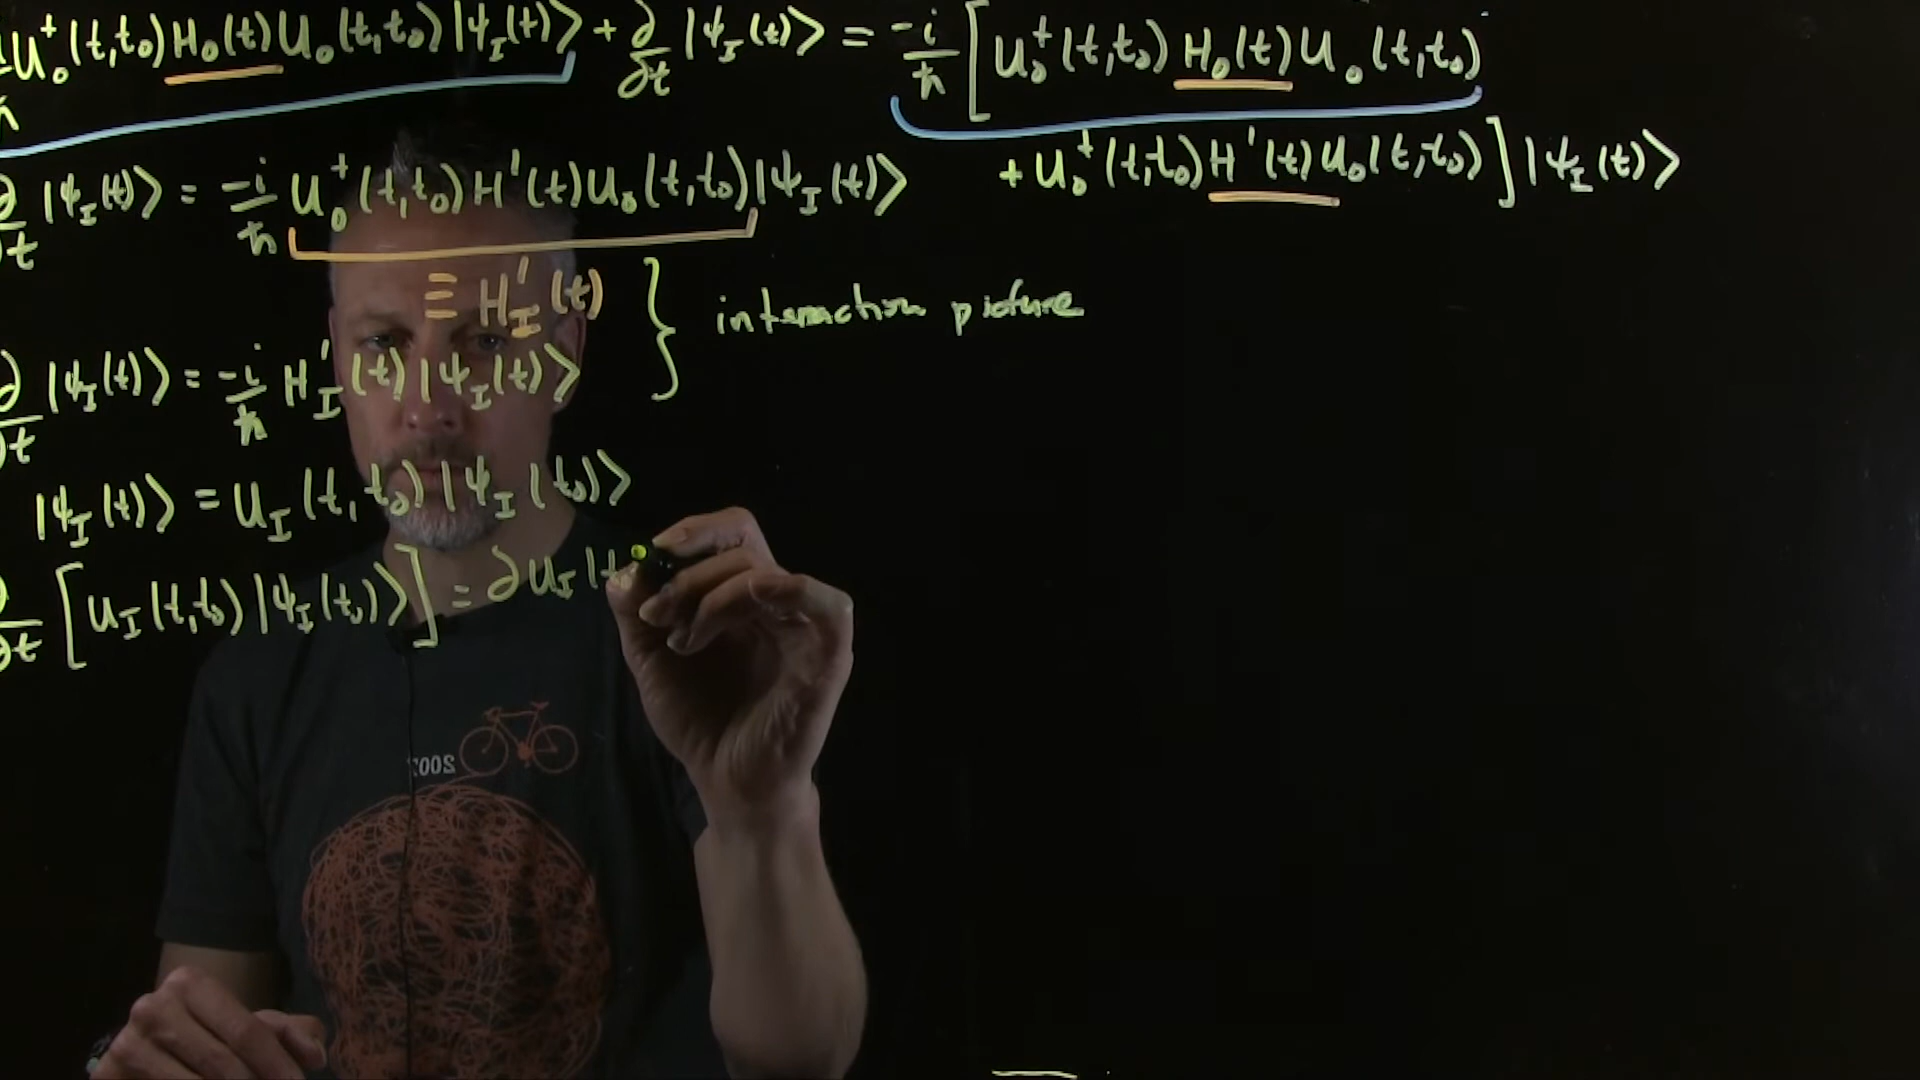 U₀⁺(t,t₀)H₀(t)U₀(t,t₀)|ψ_I(t)⟩ + ∂/∂t |ψ_I(t)⟩ = -i/ħ [U₀⁺(t,t₀)H₀(t)U₀(t,t₀)
+ U₀⁺(t,t₀)H'(t)U₀(t,t₀)]|ψ_I(t)⟩
∂/∂t |ψ_I(t)⟩ = -i/ħ U₀⁺(t,t₀)H'(t)U₀(t,t₀)|ψ_I(t)⟩
≡ H'_I(t) } interaction picture
∂/∂t |ψ_I(t)⟩ = -i/ħ H'_I(t)|ψ_I(t)⟩
|ψ_I(t)⟩ = U_I(t,t₀)|ψ_I(t₀)⟩
∂/∂t [U_I(t,t₀)|ψ_I(t₀)⟩] = ∂U_I(t